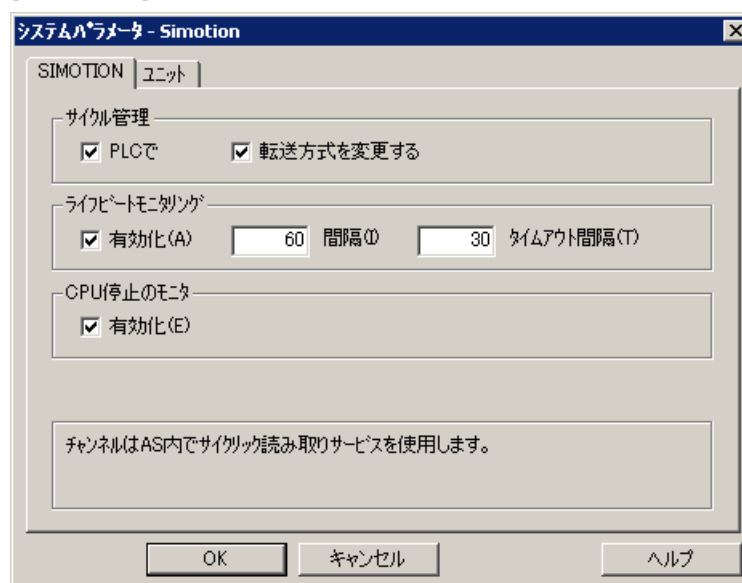 システムパラメータ - Simotion
SIMOTION ユニット
サイクル管理
PLCで 転送方式を変更する
ライフビートモニタリング
有効化(A) 60 間隔(I) 30 タイムアウト間隔(T)
CPU停止のモニタ
有効化(E)
チャンネルはAS内でサイクリック読み取りサービスを使用します。
OK キャンセル ヘルプ